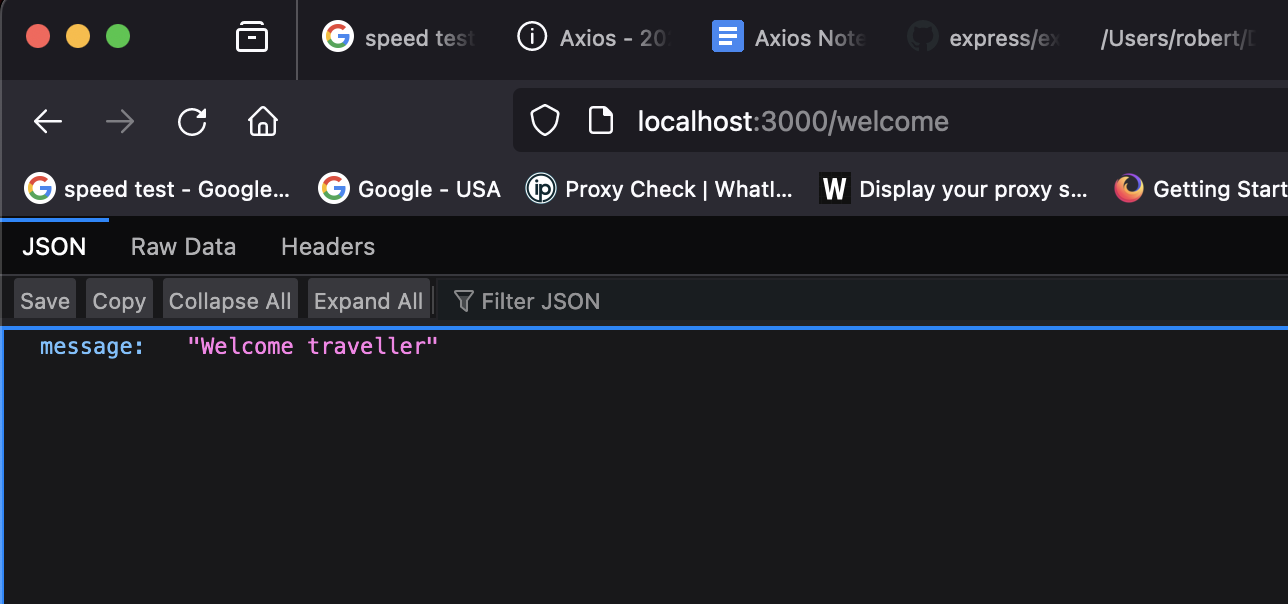 speed test Axios - 20 Axios Note express/ex /Users/robert/D
localhost:3000/welcome
speed test - Google... Google - USA ip Proxy Check | WhatI... W Display your proxy s... Getting Start
JSON Raw Data Headers
Save Copy Collapse All Expand All Filter JSON
message: "Welcome traveller"